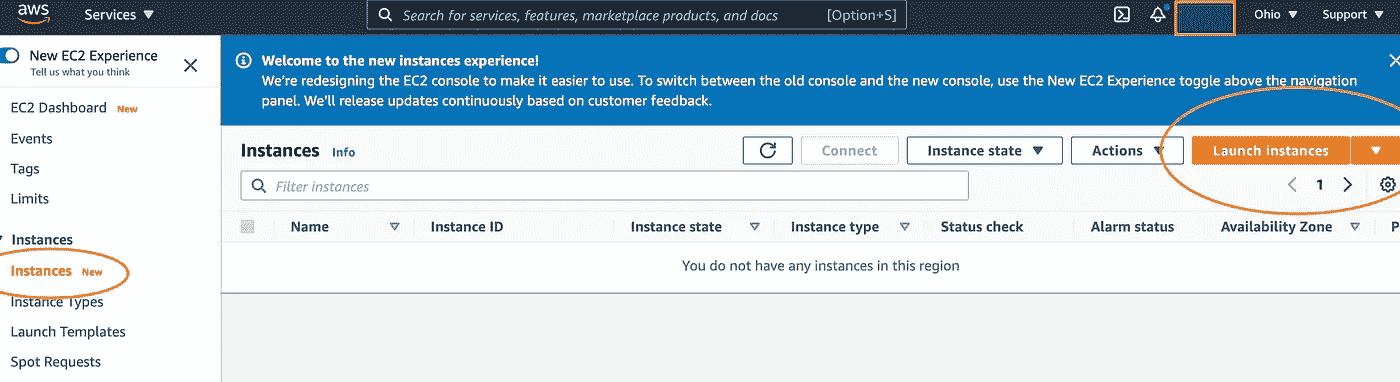 aws
Services
Search for services, features, marketplace products, and docs [Option+S]
Ohio
Support
New EC2 Experience
Tell us what you think
EC2 Dashboard New
Events
Tags
Limits
Instances
Instances New
Instance Types
Launch Templates
Spot Requests
Welcome to the new instances experience!
We're redesigning the EC2 console to make it easier to use. To switch between the old console and the new console, use the New EC2 Experience toggle above the navigation
panel. We'll release updates continuously based on customer feedback.
Instances Info
Connect
Instance state
Actions
Launch instances
Filter instances
1
Name Instance ID Instance state Instance type Status check Alarm status Availability Zone P
You do not have any instances in this region